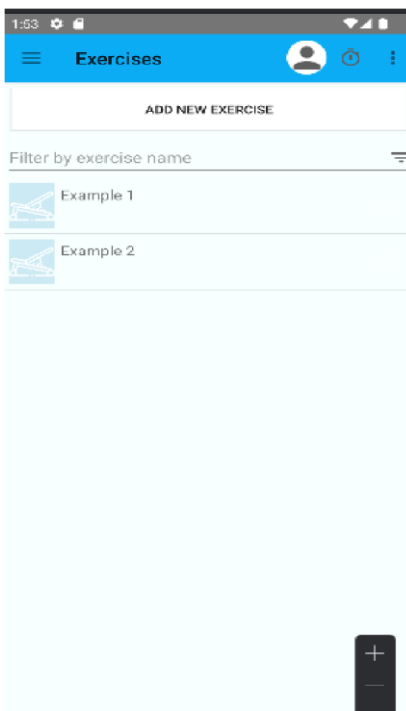 1:53
Exercises
ADD NEW EXERCISE
Filter by exercise name
Example 1
Example 2